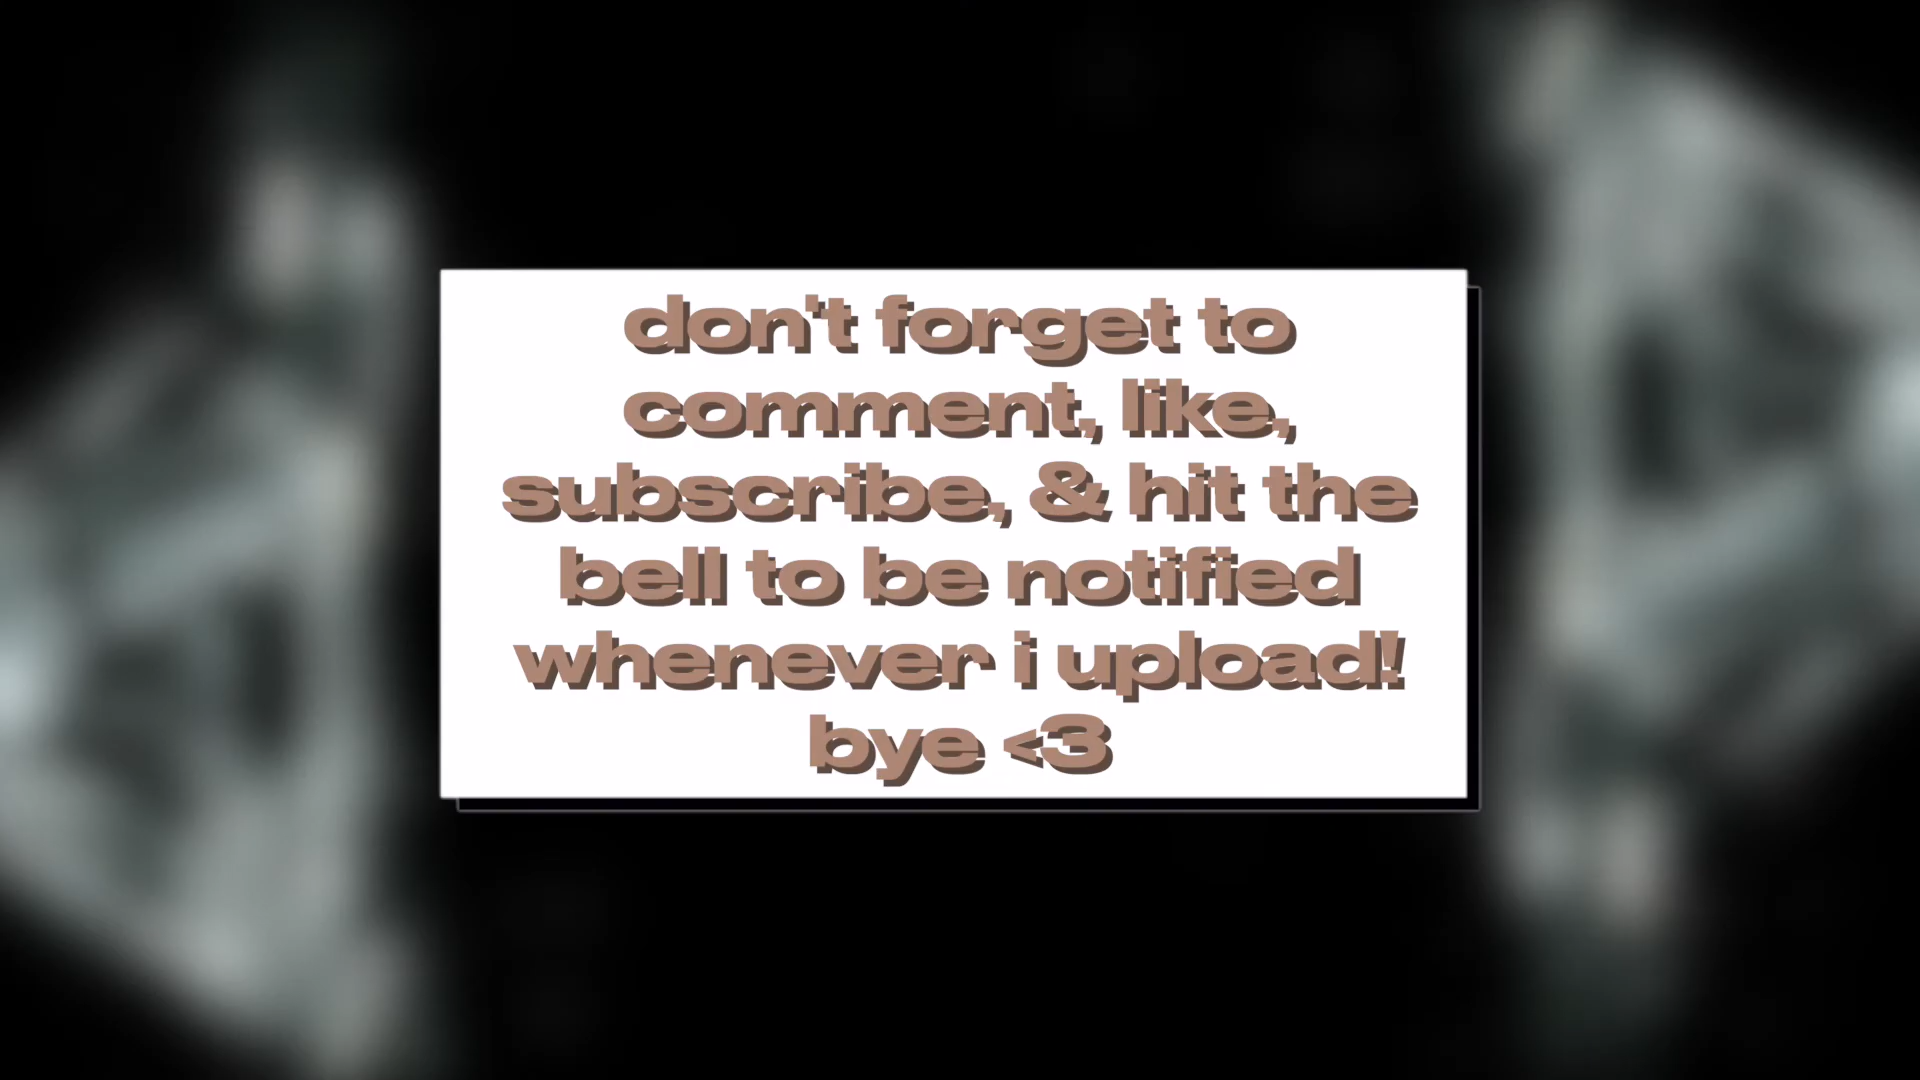 don't forget to
comment, like,
subscribe, & hit the
bell to be notified
whenever i upload!
bye <3